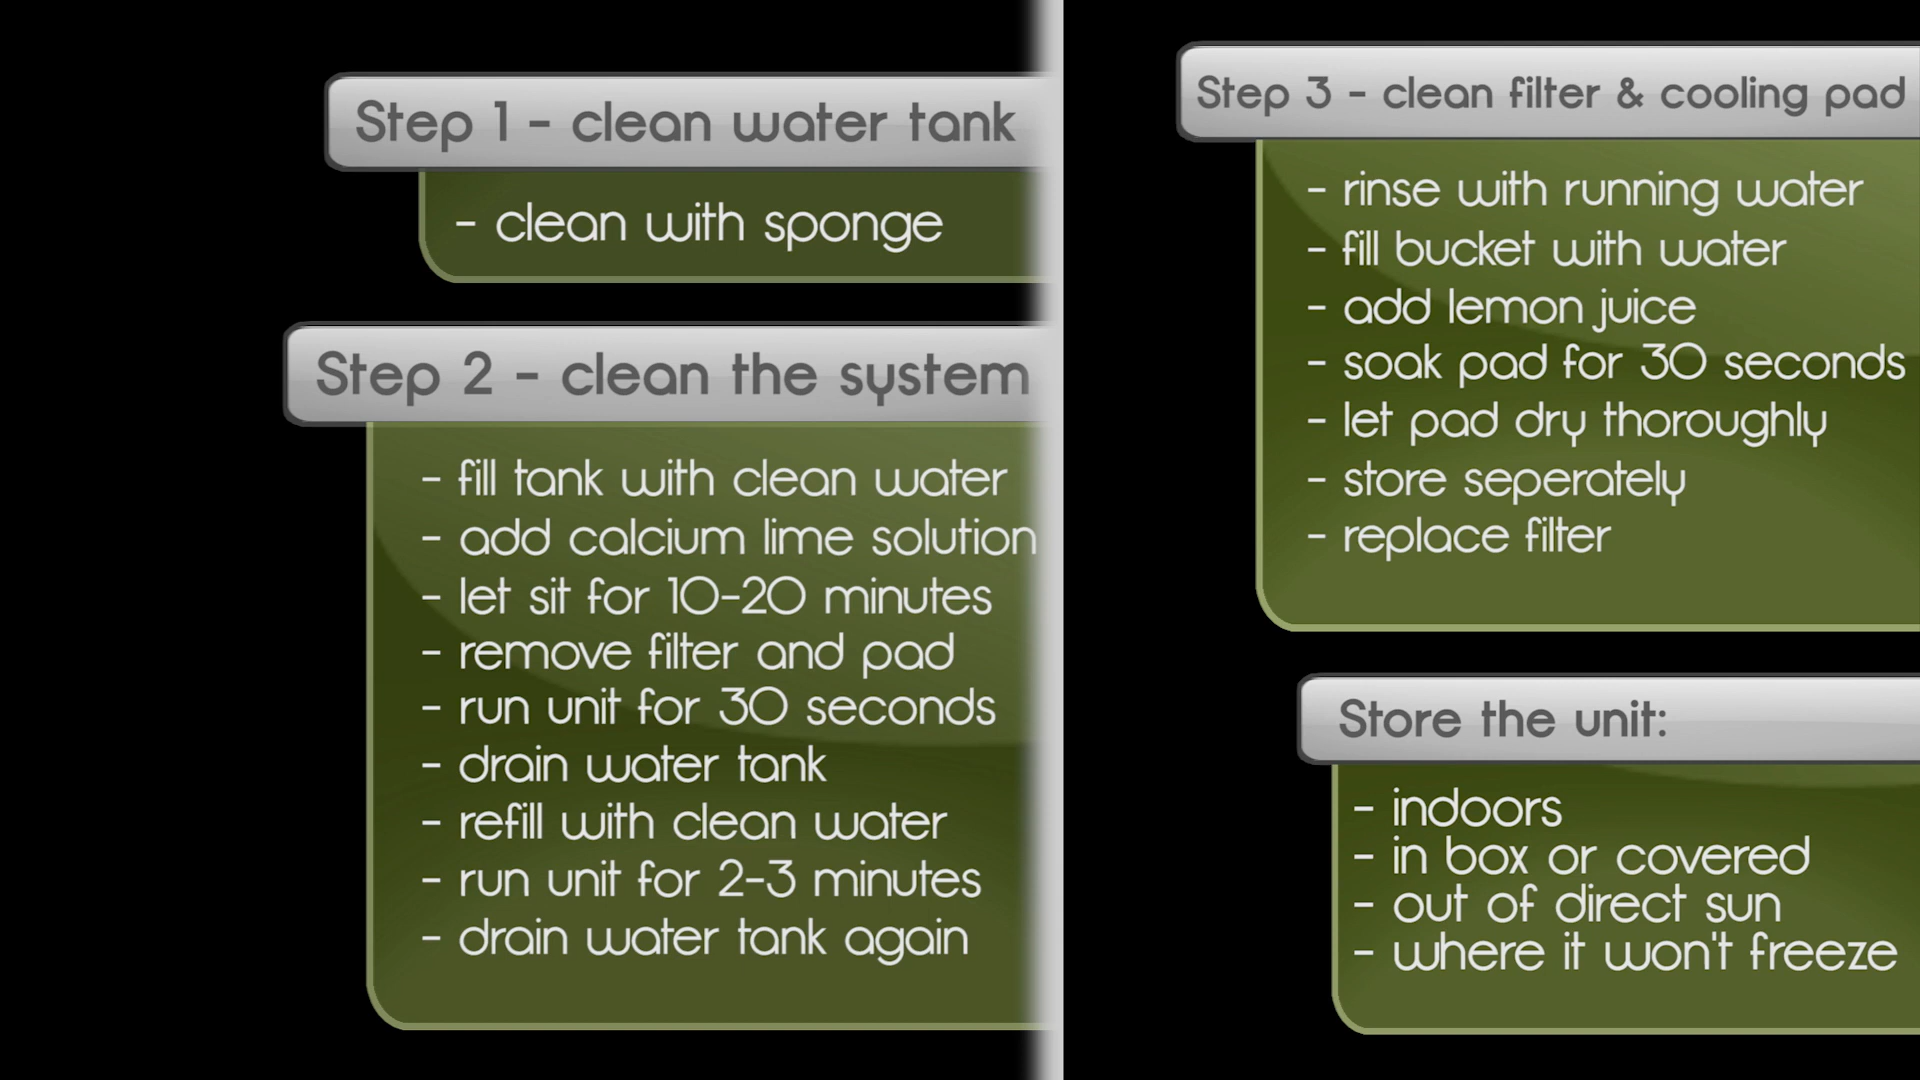 Step 1 - clean water tank
- clean with sponge
Step 2 - clean the system
- fill tank with clean water
- add calcium lime solution
- let sit for 10-20 minutes
- remove filter and pad
- run unit for 30 seconds
- drain water tank
- refill with clean water
- run unit for 2-3 minutes
- drain water tank again
Step 3 - clean filter & cooling pad
- rinse with running water
- fill bucket with water
- add lemon juice
- soak pad for 30 seconds
- let pad dry thoroughly
- store seperately
- replace filter
Store the unit:
- indoors
- in box or covered
- out of direct sun
- where it won't freeze